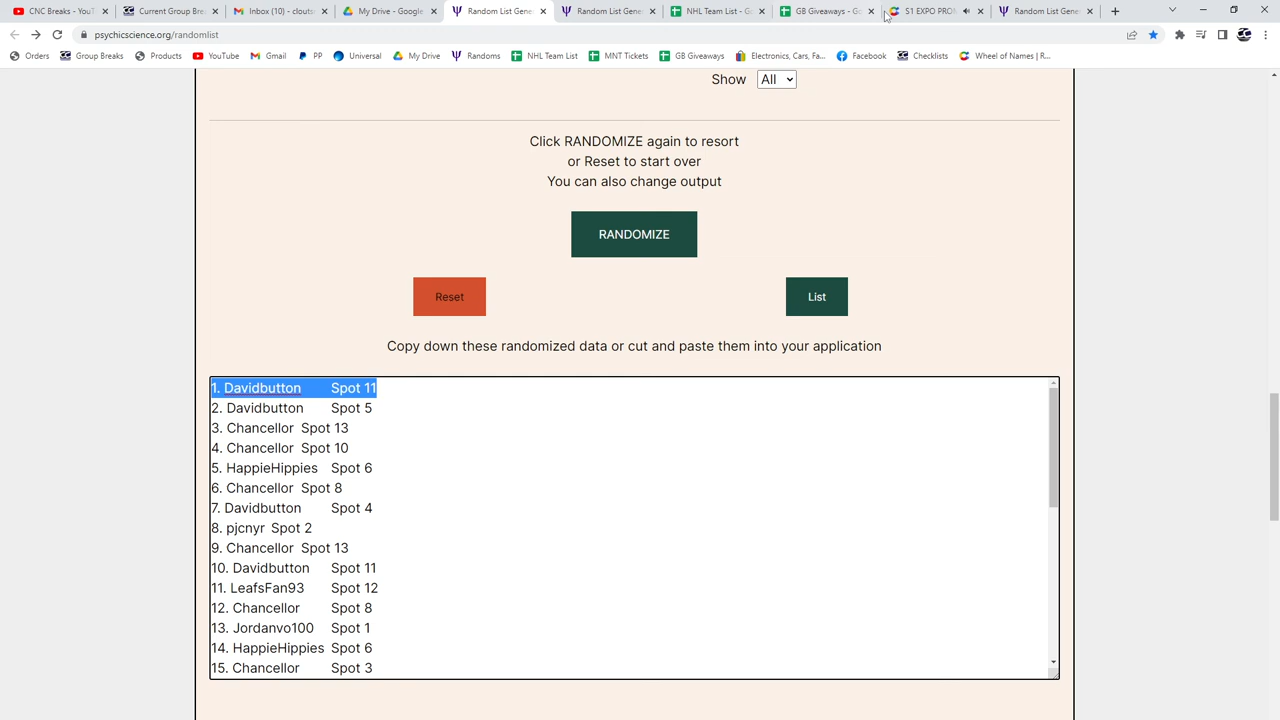 CNC Breaks - YouT
Current Group Brea
Inbox (10) - clouts
My Drive - Google
Random List Gene
Random List Gene
NHL Team List - Go
GB Giveaways - Go
S1 EXPO PROM
Random List Gene
psychicscience.org/randomlist
Orders
Group Breaks
Products
YouTube
Gmail
PP
Universal
My Drive
Randoms
NHL Team List
MNT Tickets
GB Giveaways
Electronics, Cars, Fa...
Facebook
Checklists
Wheel of Names | R...
Show All
Click RANDOMIZE again to resort
or Reset to start over
You can also change output
RANDOMIZE
Reset
List
Copy down these randomized data or cut and paste them into your application
1. Davidbutton Spot 11
2. Davidbutton Spot 5
3. Chancellor Spot 13
4. Chancellor Spot 10
5. HappieHippies Spot 6
6. Chancellor Spot 8
7. Davidbutton Spot 4
8. pjcnyr Spot 2
9. Chancellor Spot 13
10. Davidbutton Spot 11
11. LeafsFan93 Spot 12
12. Chancellor Spot 8
13. Jordanvo100 Spot 1
14. HappieHippies Spot 6
15. Chancellor Spot 3